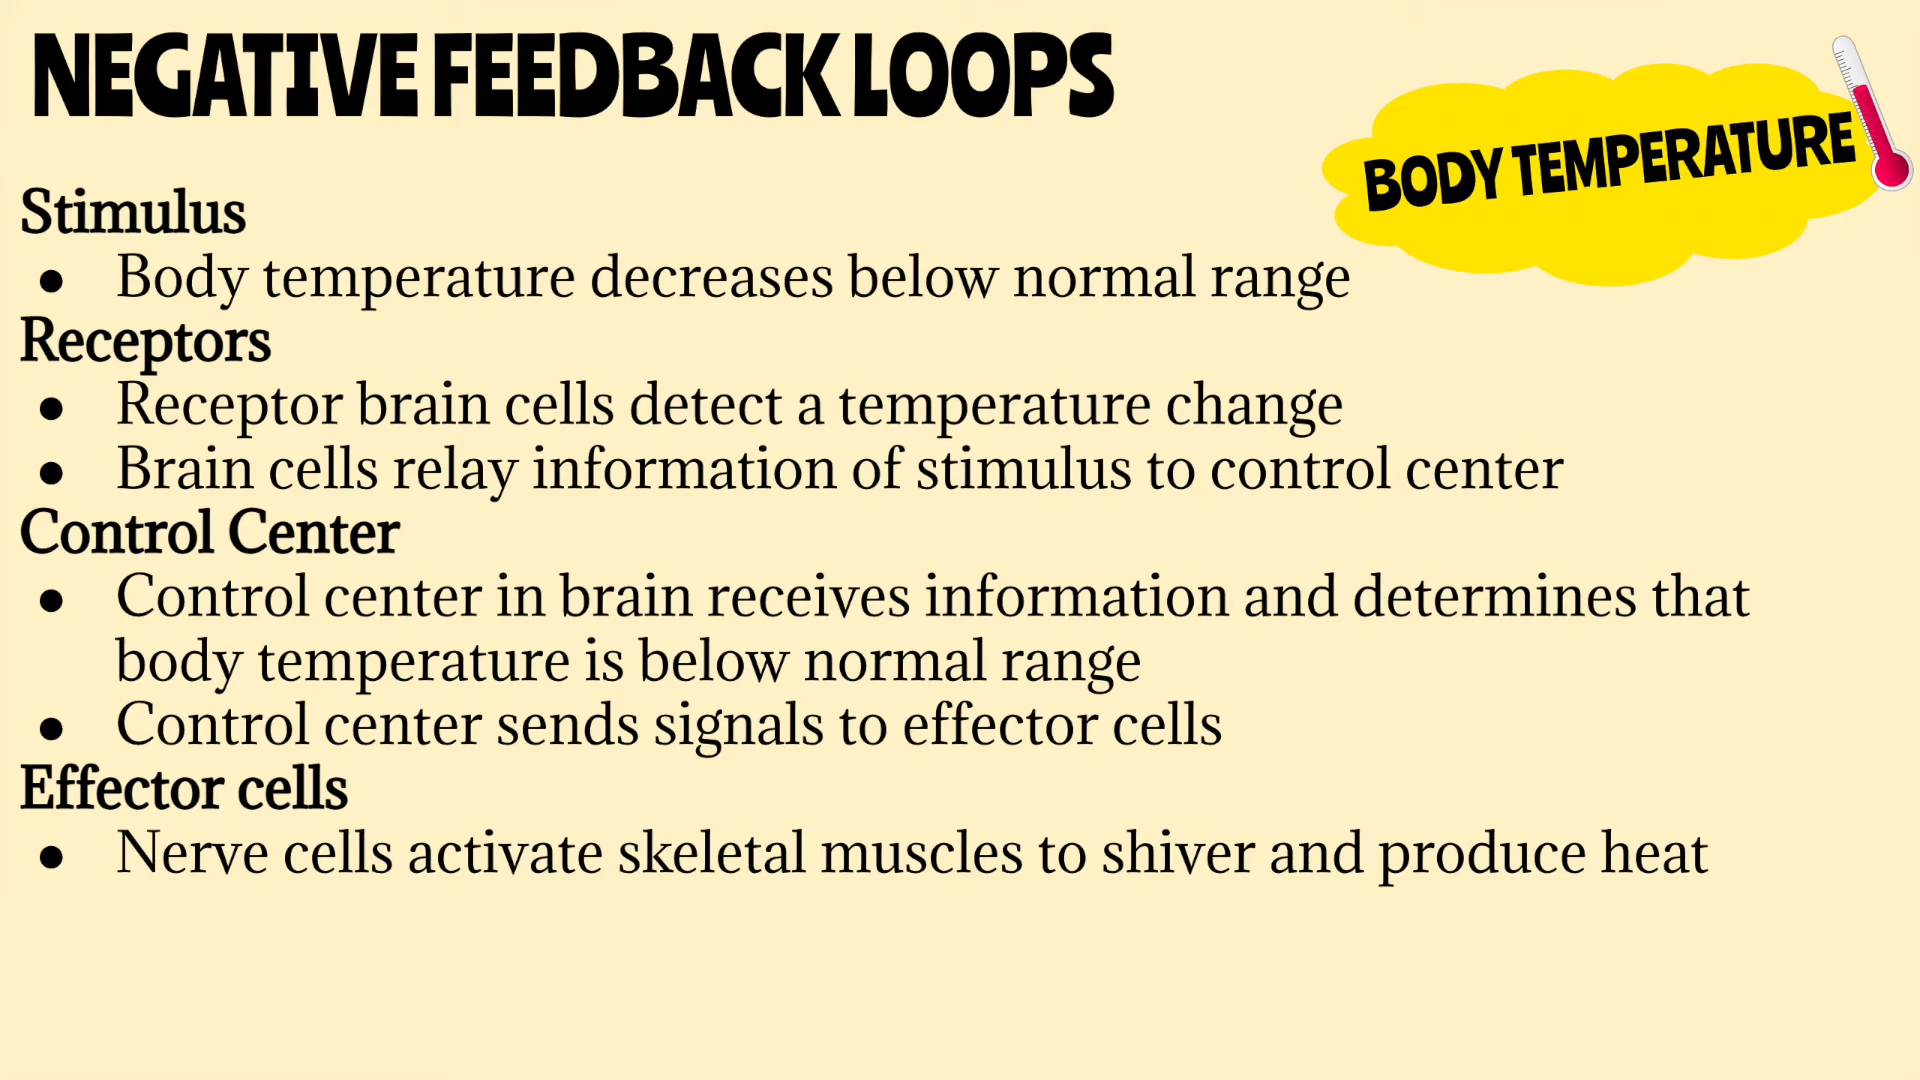 NEGATIVE FEEDBACK LOOPS
BODY TEMPERATURE
Stimulus
● Body temperature decreases below normal range
Receptors
● Receptor brain cells detect a temperature change
● Brain cells relay information of stimulus to control center
Control Center
● Control center in brain receives information and determines that
body temperature is below normal range
● Control center sends signals to effector cells
Effector cells
● Nerve cells activate skeletal muscles to shiver and produce heat